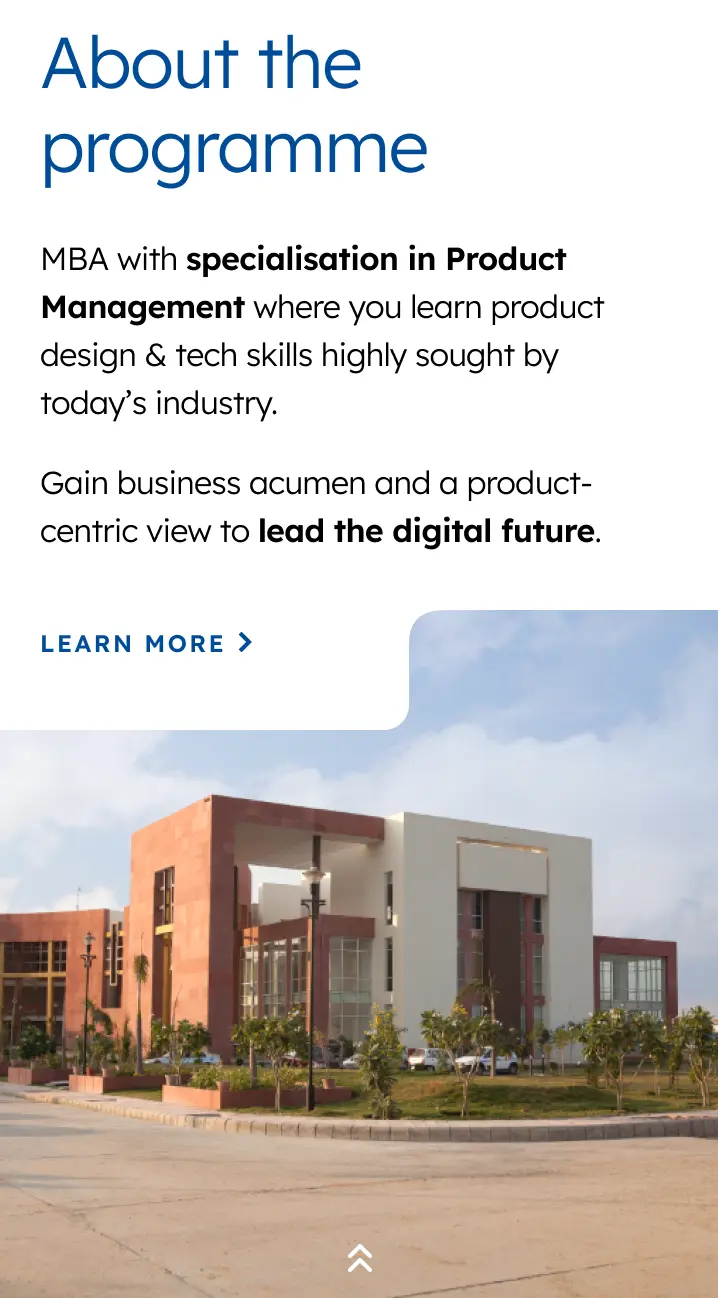 About the
programme
MBA with specialisation in Product
Management where you learn product
design & tech skills highly sought by
today’s industry.
Gain business acumen and a product-
centric view to lead the digital future.
LEARN MORE